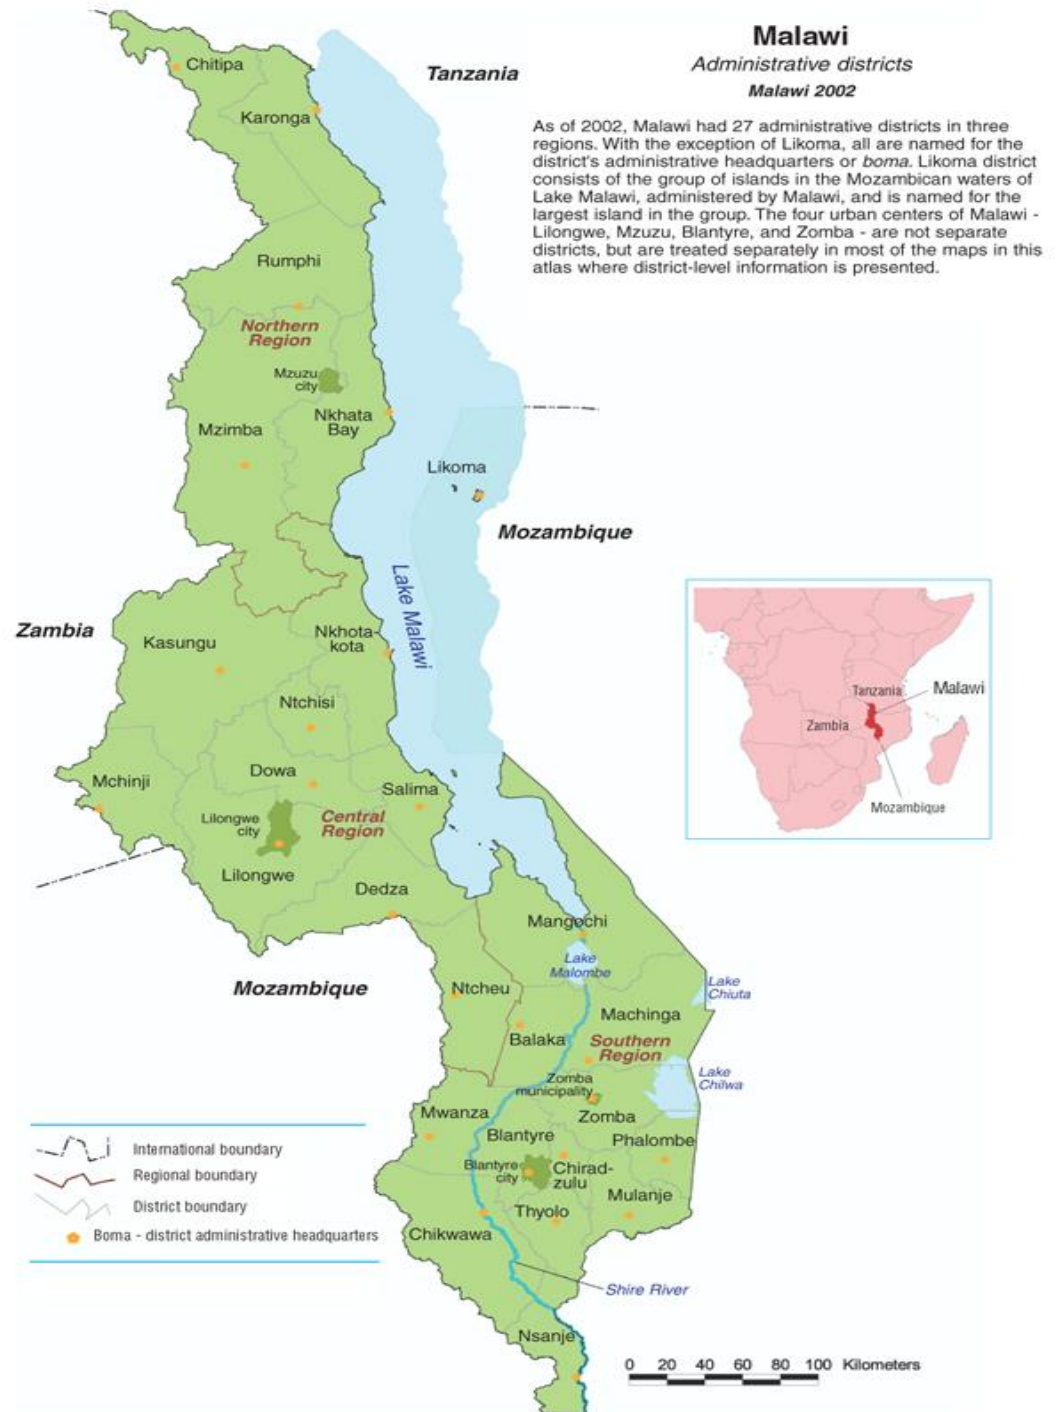 Malawi
Administrative districts
Malawi 2002
As of 2002, Malawi had 27 administrative districts in three
regions. With the exception of Likoma, all are named for the
district's administrative headquarters or boma. Likoma district
consists of the group of islands in the Mozambican waters of
Lake Malawi, administered by Malawi, and is named for the
largest island in the group. The four urban centers of Malawi -
Lilongwe, Mzuzu, Blantyre, and Zomba - are not separate
districts, but are treated separately in most of the maps in this
atlas where district-level information is presented.
Chitipa
Tanzania
Karonga
Rumphi
Northern
Region
Mzuzu
city
Nkhata
Bay
Mzimba
Likoma
Mozambique
Lake Malawi
Zambia
Kasungu
Nkhota-
kota
Ntchisi
Dowa
Mchinji
Salima
Lilongwe
city
Central
Region
Lilongwe
Dedza
Mangochi
Lake
Malombe
Mozambique
Ntcheu
Lake
Chiuta
Machinga
Balaka
Southern
Region
Lake
Chilwa
Zomba
municipality
Mwanza
Zomba
Blantyre
Phalombe
Blantyre
city
Chirad-
zulu
Mulanje
Thyolo
Chikwawa
Shire River
Nsanje
Tanzania
Malawi
Zambia
Mozambique
International boundary
Regional boundary
District boundary
Boma - district administrative headquarters
0 20 40 60 80 100 Kilometers